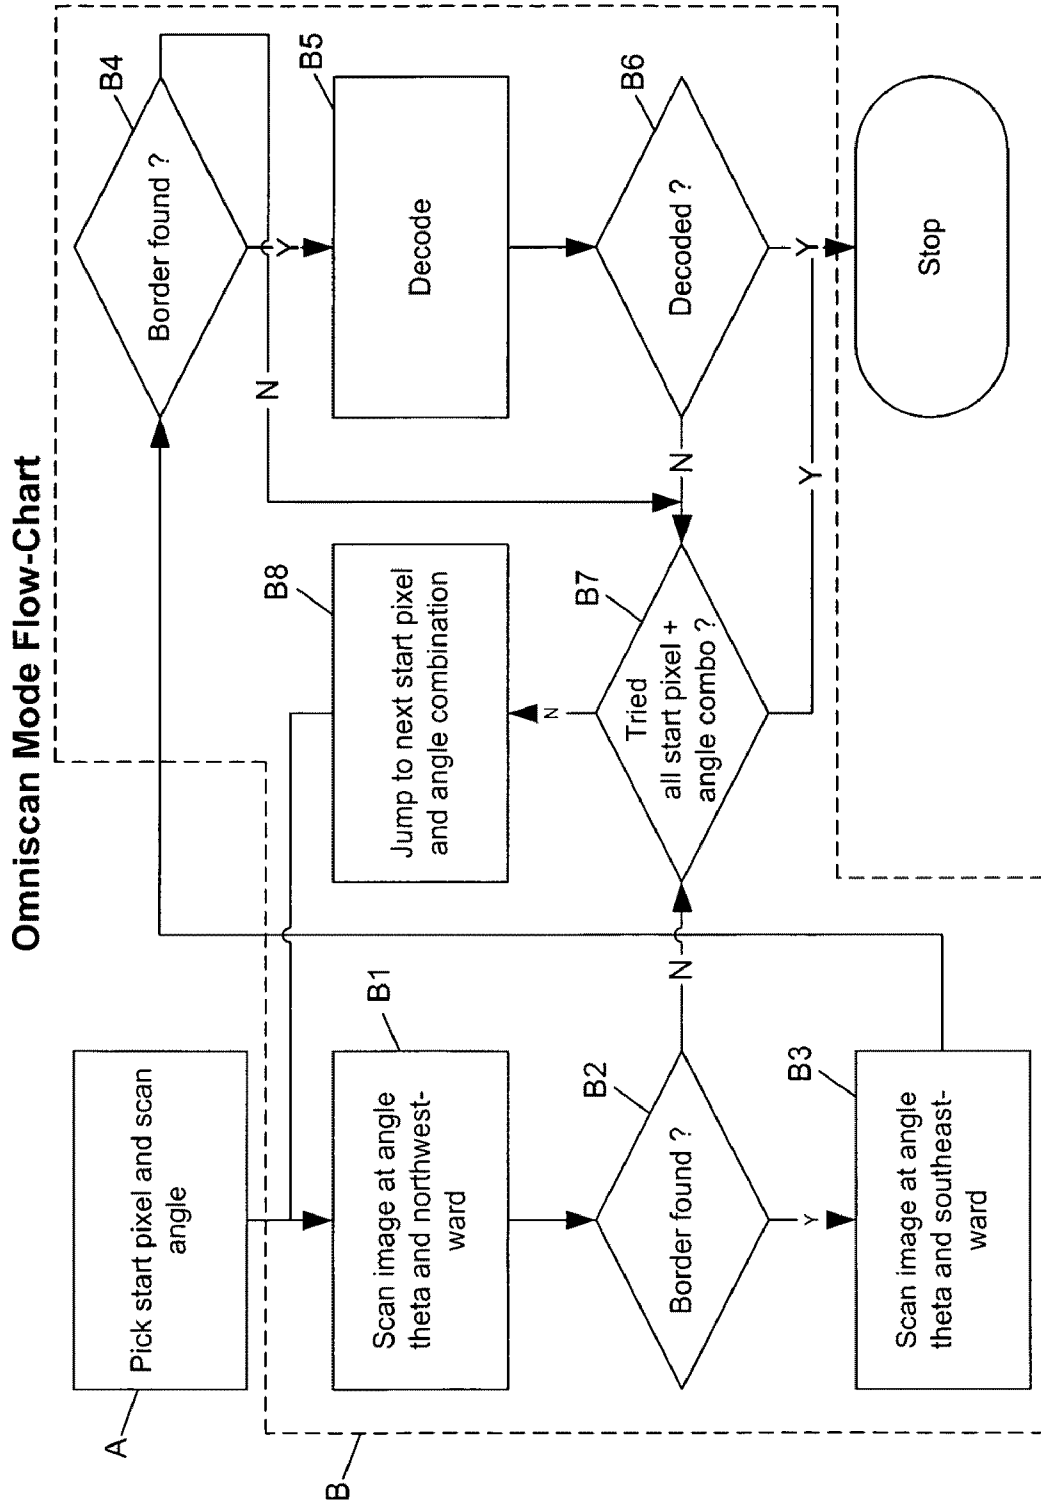 Omniscan Mode Flow-Chart
A
Pick start pixel and scan
angle
B
B1
Scan image at angle
theta and northwest-
ward
B2
Border found ?
N
Y
B3
Scan image at angle
theta and southeast-
ward
B8
Jump to next start pixel
and angle combination
N
B7
Tried
all start pixel +
angle combo ?
Y
B4
Border found ?
N
Y
B5
Decode
B6
Decoded ?
N
Y
Stop